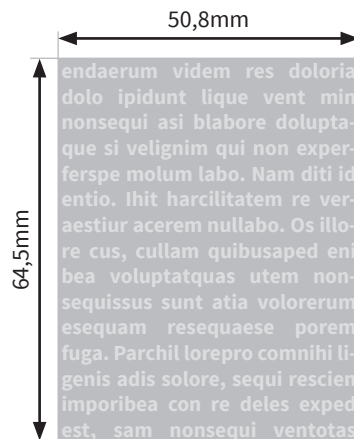 50,8mm
64,5mm
endaerum videm res doloria
dolo ipidunt lique vent min
nonsequi asi blabore dolupta-
que si velignim qui non exper-
ferspe molum labo. Nam diti id
entio. Ihit harcilitatem re ver-
aestiur acerem nullabo. Os illo-
re cus, cullam quibusaped eni
bea voluptatquas utem non-
sequissus sunt atia volorerum
esequam resequaese porem
fuga. Parchil lorepro comnihi li-
genis adis solore, sequi rescien
imporibea con re deles exped
est, sam nonsequi ventotas